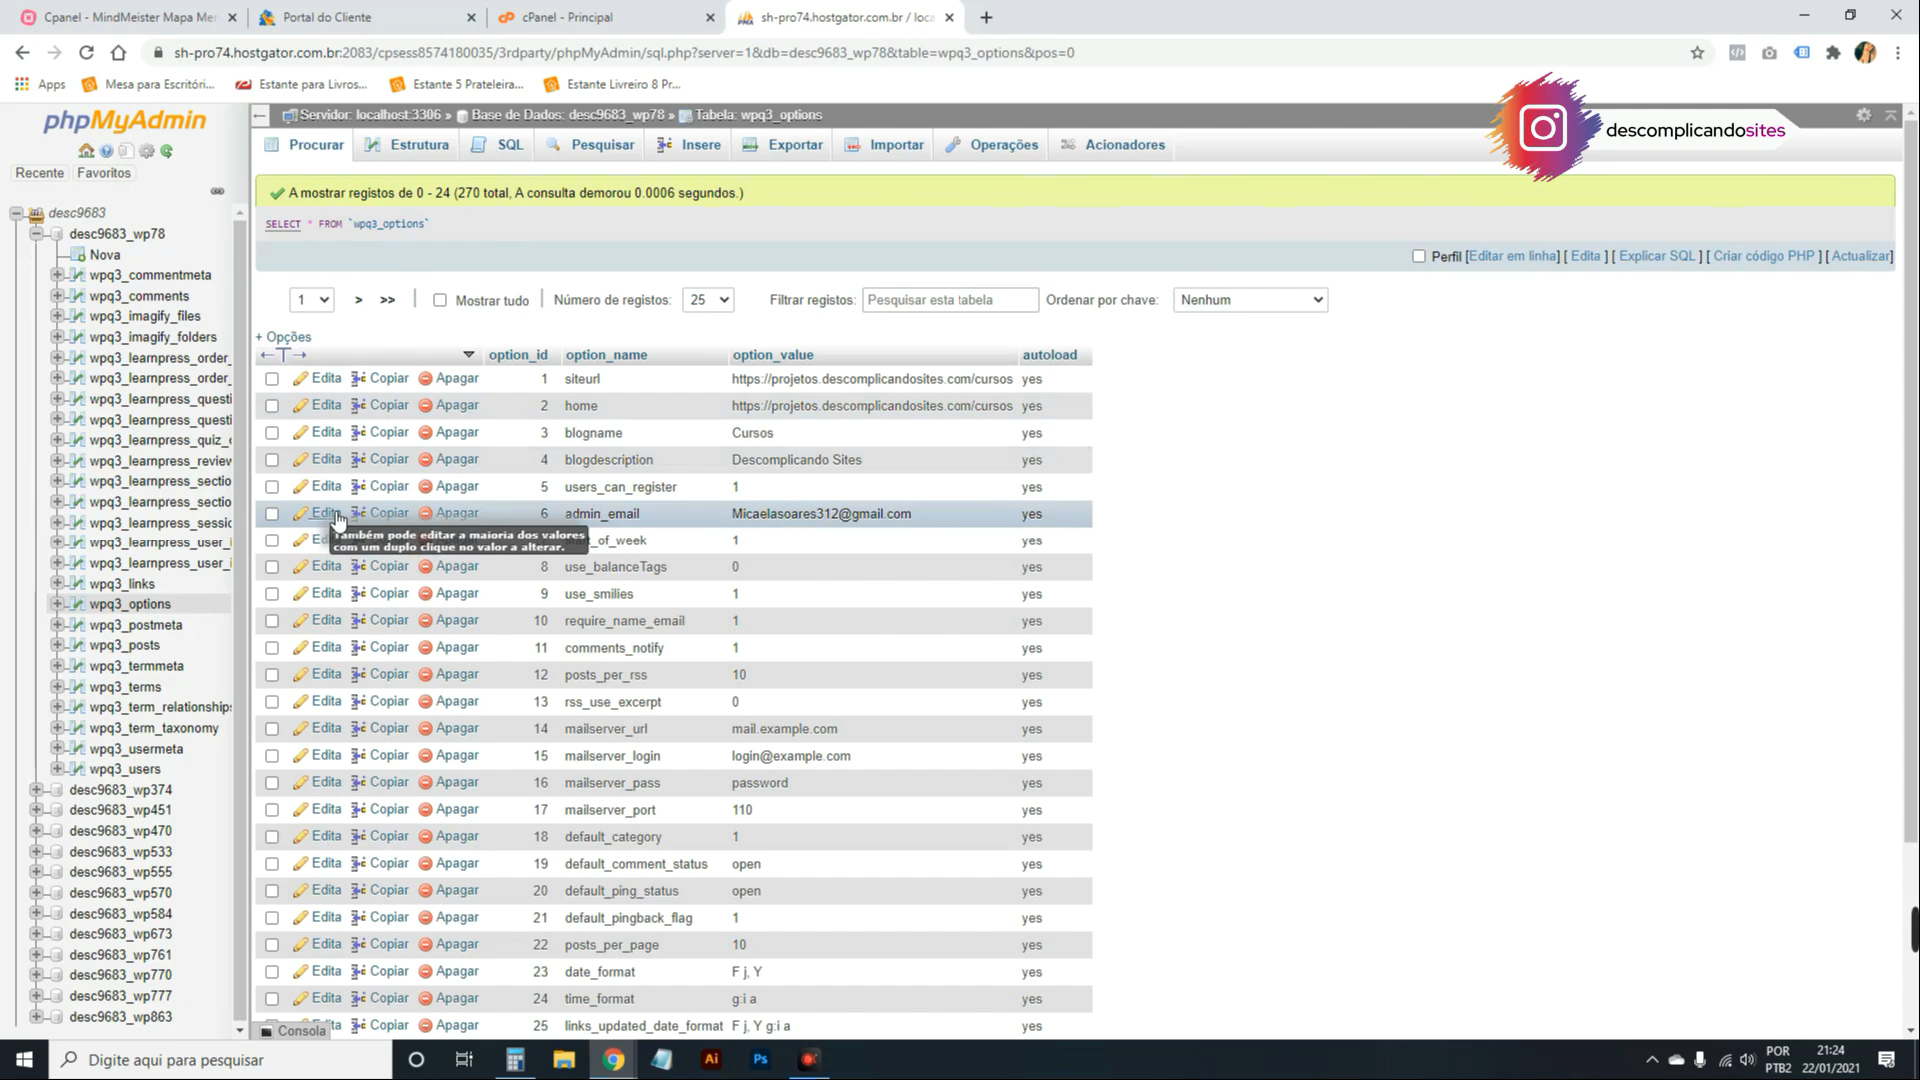 Cpanel - MindMeister Mapa Men
Portal do Cliente
cPanel - Principal
sh-pro74.hostgator.com.br / loca
sh-pro74.hostgator.com.br:2083/cpsess8574180035/3rdparty/phpMyAdmin/sql.php?server=1&db=desc9683_wp78&table=wpq3_options&pos=0
Apps
Mesa para Escritóri...
Estante para Livros...
Estante 5 Prateleira...
Estante Livreiro 8 Pr...
descomplicandosites
phpMyAdmin
Recente
Favoritos
desc9683
desc9683_wp78
Nova
wpq3_commentmeta
wpq3_comments
wpq3_imagify_files
wpq3_imagify_folders
wpq3_learnpress_order_
wpq3_learnpress_order_
wpq3_learnpress_questi
wpq3_learnpress_questi
wpq3_learnpress_quiz_
wpq3_learnpress_review
wpq3_learnpress_sectio
wpq3_learnpress_sectio
wpq3_learnpress_sessic
wpq3_learnpress_user_i
wpq3_learnpress_user_i
wpq3_links
wpq3_options
wpq3_postmeta
wpq3_posts
wpq3_termmeta
wpq3_terms
wpq3_term_relationship
wpq3_term_taxonomy
wpq3_usermeta
wpq3_users
desc9683_wp374
desc9683_wp451
desc9683_wp470
desc9683_wp533
desc9683_wp555
desc9683_wp570
desc9683_wp584
desc9683_wp673
desc9683_wp761
desc9683_wp770
desc9683_wp777
desc9683_wp863
Servidor: localhost:3306 » Base de Dados: desc9683_wp78 » Tabela: wpq3_options
Procurar Estrutura SQL Pesquisar Insere Exportar Importar Operações Acionadores
A mostrar registos de 0 - 24 (270 total, A consulta demorou 0.0006 segundos.)
SELECT * FROM `wpq3_options`
Perfil [Editar em linha] [ Edita ] [ Explicar SQL ] [ Criar código PHP ] [ Actualizar]
1 > >> Mostrar tudo Número de registos: 25 Filtrar registos: Pesquisar esta tabela Ordenar por chave: Nenhum
+ Opções
←T→ option_id option_name option_value autoload
Edita Copiar Apagar 1 siteurl https://projetos.descomplicandosites.com/cursos yes
Edita Copiar Apagar 2 home https://projetos.descomplicandosites.com/cursos yes
Edita Copiar Apagar 3 blogname Cursos yes
Edita Copiar Apagar 4 blogdescription Descomplicando Sites yes
Edita Copiar Apagar 5 users_can_register 1 yes
Edita Copiar Apagar 6 admin_email Micaelasoares312@gmail.com yes
Também pode editar a maioria dos valores
com um duplo clique no valor a alterar.
of_week 1 yes
Edita Copiar Apagar 8 use_balanceTags 0 yes
Edita Copiar Apagar 9 use_smilies 1 yes
Edita Copiar Apagar 10 require_name_email 1 yes
Edita Copiar Apagar 11 comments_notify 1 yes
Edita Copiar Apagar 12 posts_per_rss 10 yes
Edita Copiar Apagar 13 rss_use_excerpt 0 yes
Edita Copiar Apagar 14 mailserver_url mail.example.com yes
Edita Copiar Apagar 15 mailserver_login login@example.com yes
Edita Copiar Apagar 16 mailserver_pass password yes
Edita Copiar Apagar 17 mailserver_port 110 yes
Edita Copiar Apagar 18 default_category 1 yes
Edita Copiar Apagar 19 default_comment_status open yes
Edita Copiar Apagar 20 default_ping_status open yes
Edita Copiar Apagar 21 default_pingback_flag 1 yes
Edita Copiar Apagar 22 posts_per_page 10 yes
Edita Copiar Apagar 23 date_format F j, Y yes
Edita Copiar Apagar 24 time_format g:i a yes
Copiar Apagar 25 links_updated_date_format F j, Y g:i a yes
Consola
Digite aqui para pesquisar
Ai
Ps
POR
PTB2
21:24
22/01/2021